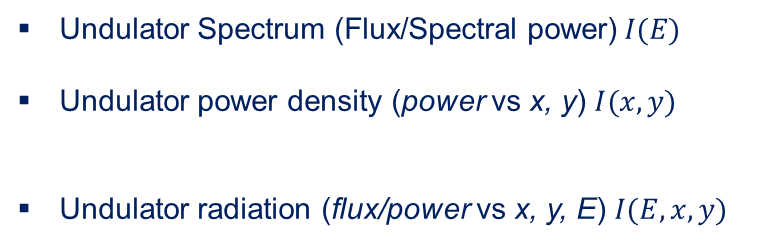 ▪ Undulator Spectrum (Flux/Spectral power) I(E)
▪ Undulator power density (power vs x, y) I(x, y)
▪ Undulator radiation (flux/power vs x, y, E) I(E, x, y)